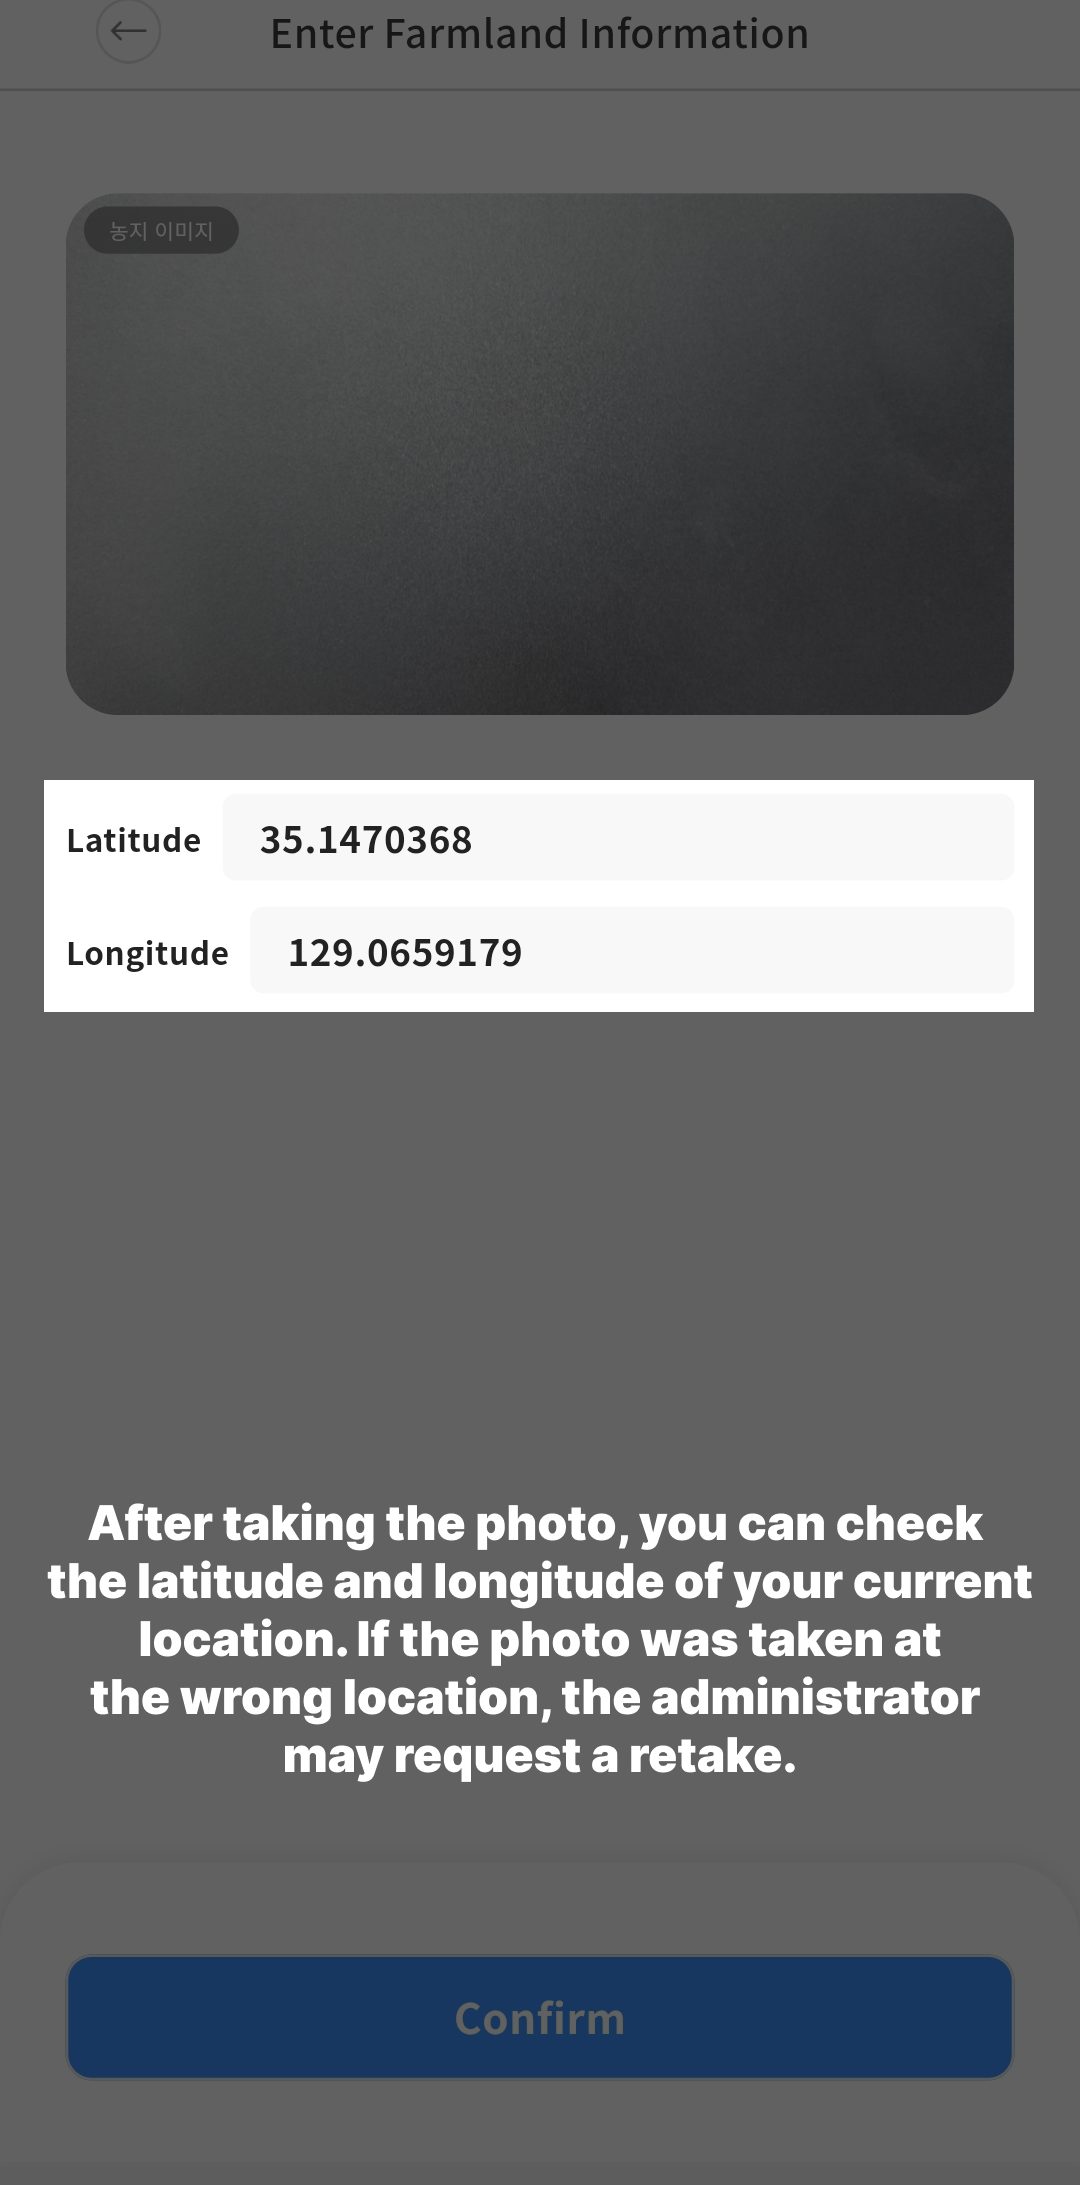 Enter Farmland Information
농지 이미지
Latitude
35.1470368
Longitude
129.0659179
After taking the photo, you can check
the latitude and longitude of your current
location. If the photo was taken at
the wrong location, the administrator
may request a retake.
Confirm